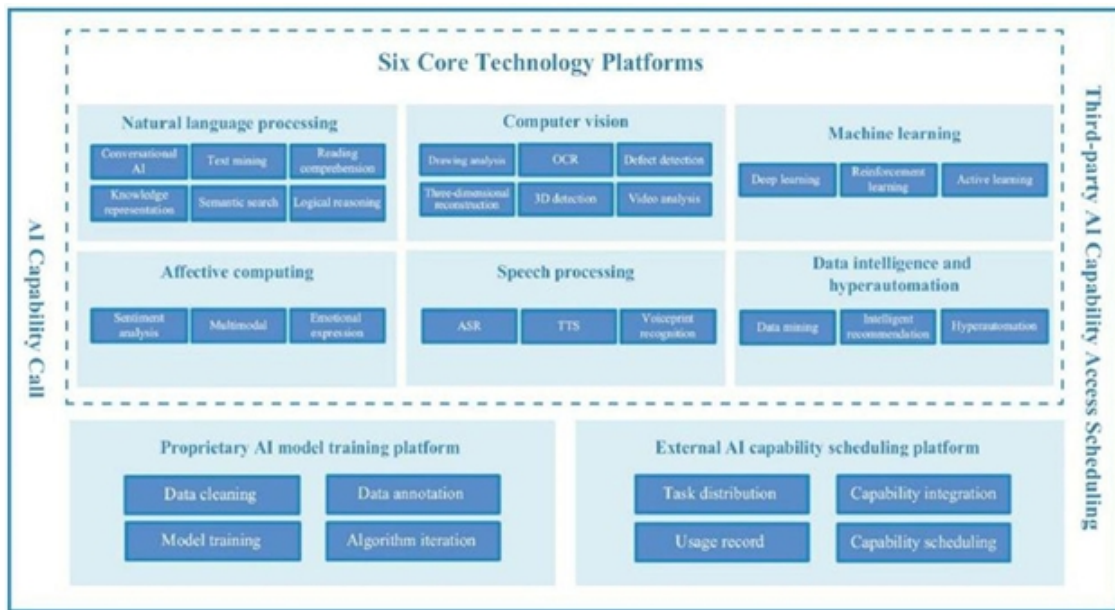 Six Core Technology Platforms
Natural language processing
Conversational
AI
Text mining
Reading
comprehension
Knowledge
representation
Semantic search
Logical reasoning
Computer vision
Drawing analysis
OCR
Defect detection
Three-dimensional
reconstruction
3D detection
Video analysis
Machine learning
Deep learning
Reinforcement
learning
Active learning
Affective computing
Sentiment
analysis
Multimodal
Emotional
expression
Speech processing
ASR
TTS
Voiceprint
recognition
Data intelligence and
hyperautomation
Data mining
Intelligent
recommendation
Hyperautomation
AI Capability Call
Third-party AI Capability Access Scheduling
Proprietary AI model training platform
Data cleaning
Data annotation
Model training
Algorithm iteration
External AI capability scheduling platform
Task distribution
Capability integration
Usage record
Capability scheduling